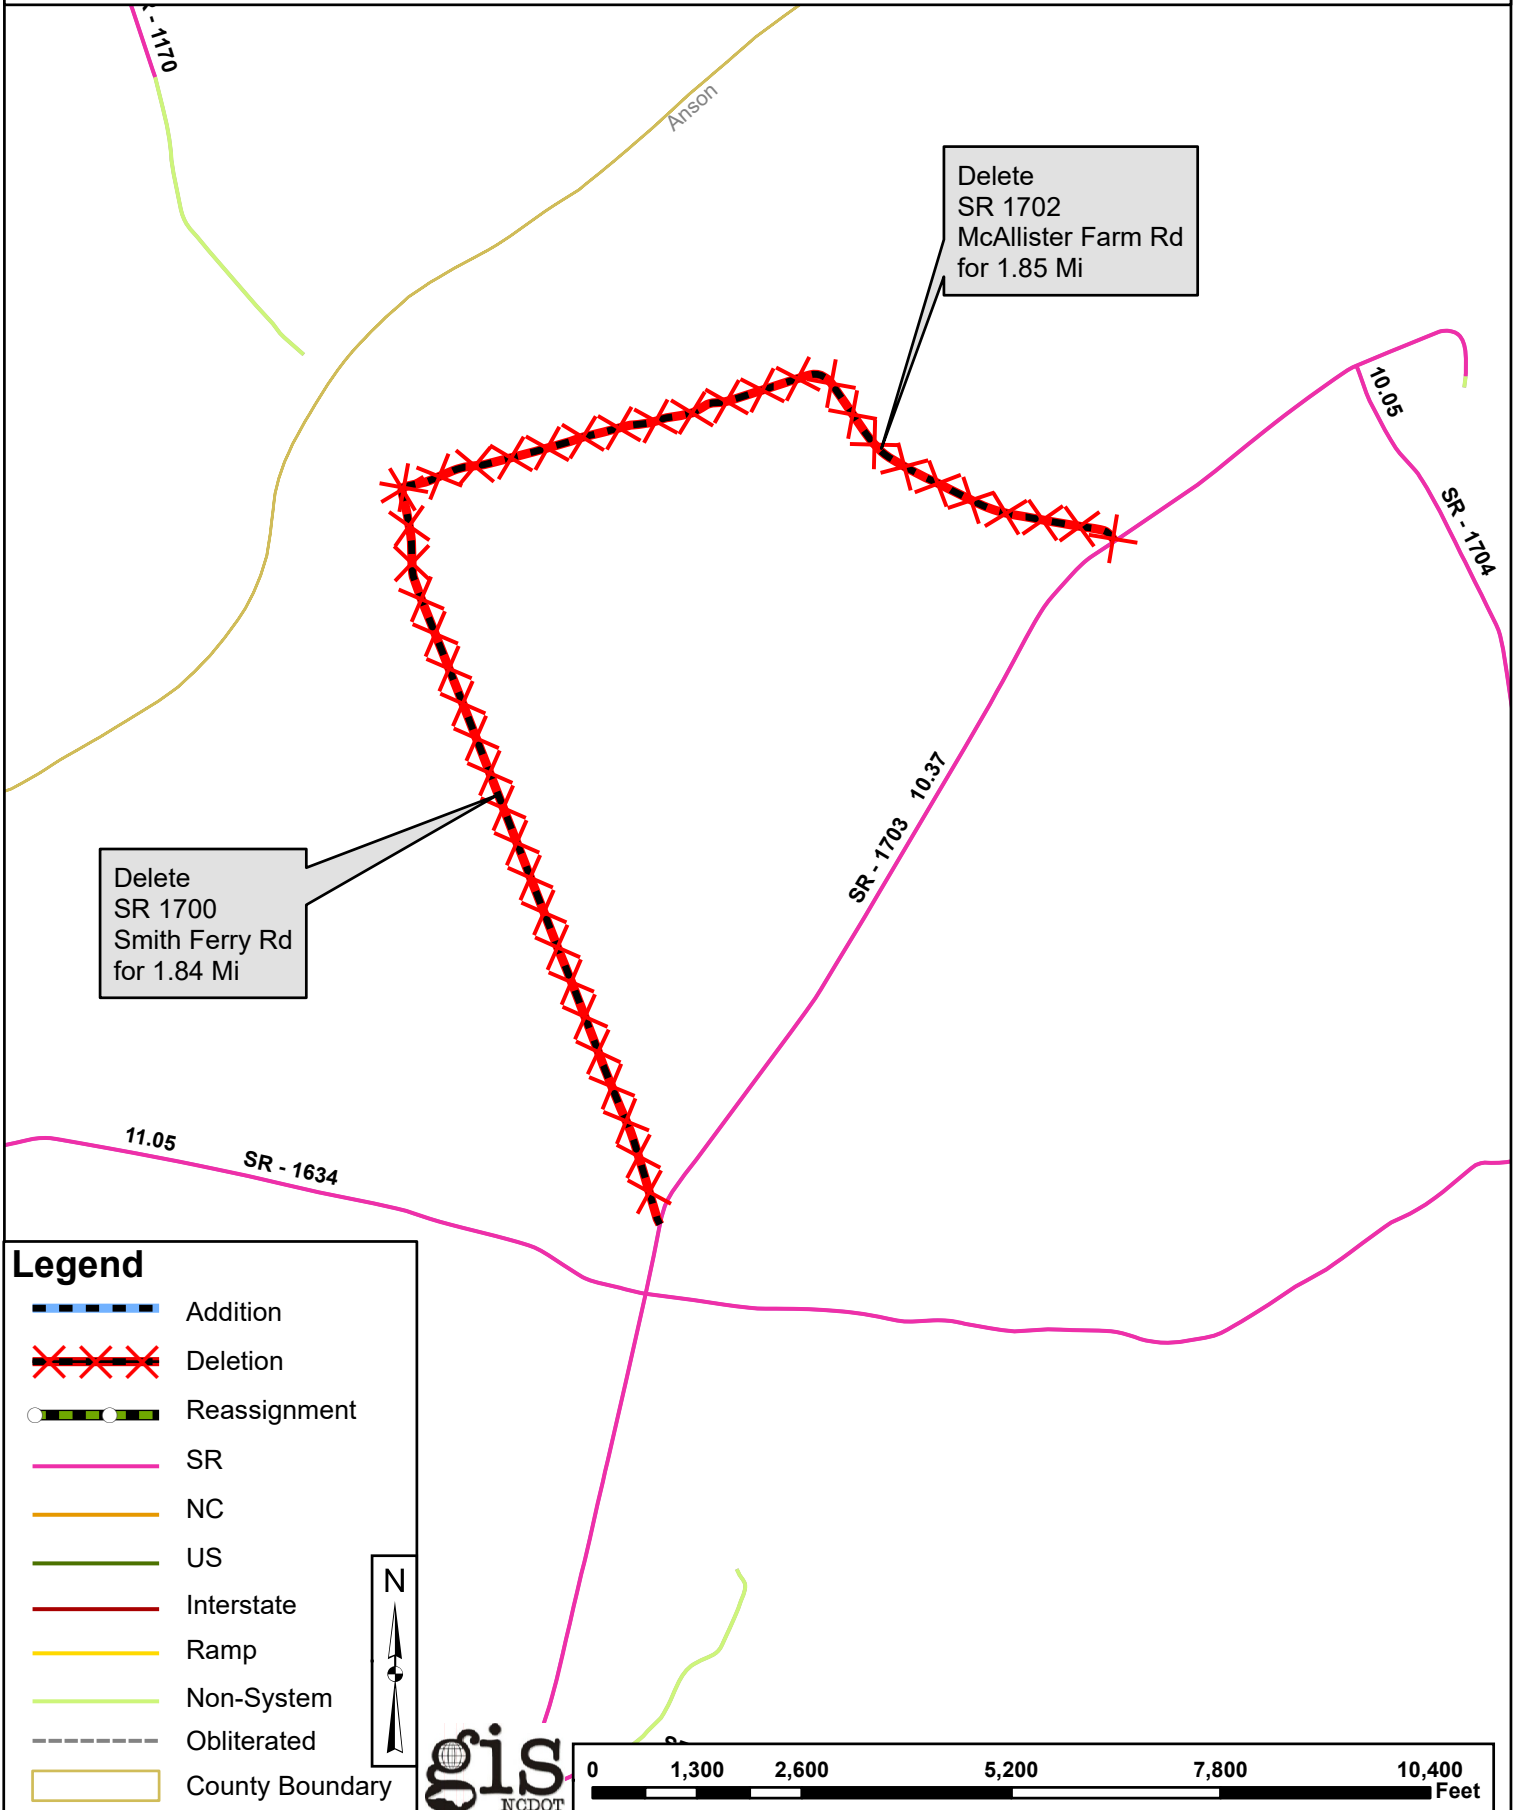 - 1170
Anson
Delete
SR 1702
McAllister Farm Rd
for 1.85 Mi
10.05
SR - 1704
10.37
SR - 1703
Delete
SR 1700
Smith Ferry Rd
for 1.84 Mi
11.05
SR - 1634
Legend
Addition
Deletion
Reassignment
SR
NC
US
Interstate
Ramp
Non-System
Obliterated
County Boundary
N
gis
NCDOT
0 1,300 2,600 5,200 7,800 10,400
Feet